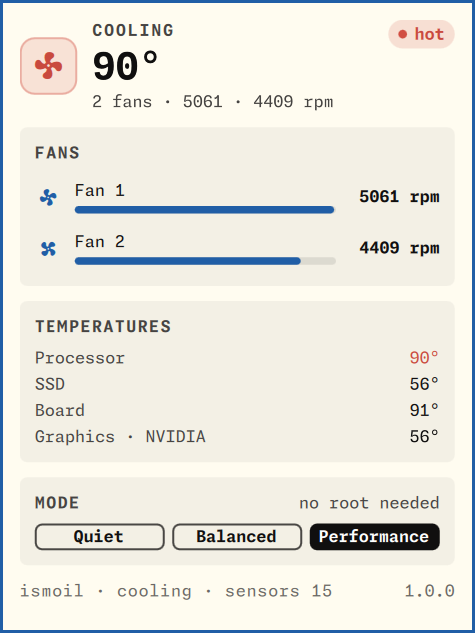 COOLING
90°
hot
2 fans · 5061 · 4409 rpm
FANS
Fan 1
5061 rpm
Fan 2
4409 rpm
TEMPERATURES
Processor 90°
SSD 56°
Board 91°
Graphics · NVIDIA 56°
MODE no root needed
Quiet Balanced Performance
ismoil · cooling · sensors 15 1.0.0